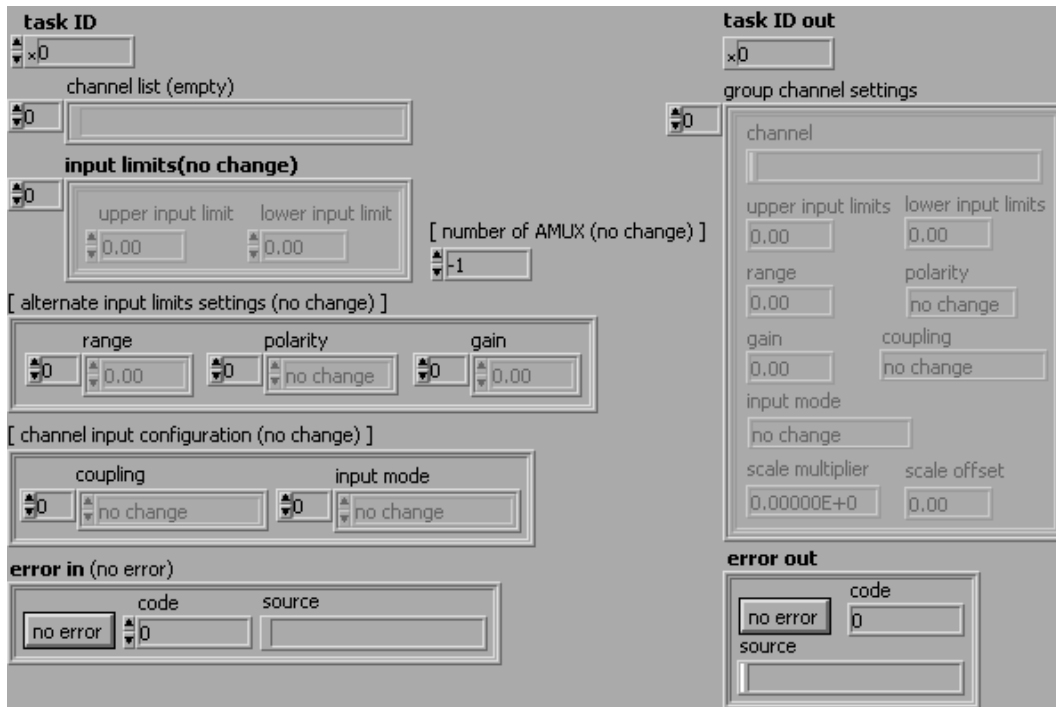 task ID
×0
channel list (empty)
0
input limits(no change)
0
upper input limit lower input limit
0.00 0.00
[ number of AMUX (no change) ]
-1
[ alternate input limits settings (no change) ]
range polarity gain
0 0.00 0 no change 0 0.00
[ channel input configuration (no change) ]
coupling input mode
0 no change 0 no change
error in (no error)
code source
no error 0
task ID out
×0
group channel settings
0
channel
upper input limits lower input limits
0.00 0.00
range polarity
0.00 no change
gain coupling
0.00 no change
input mode
no change
scale multiplier scale offset
0.00000E+0 0.00
error out
code
no error 0
source